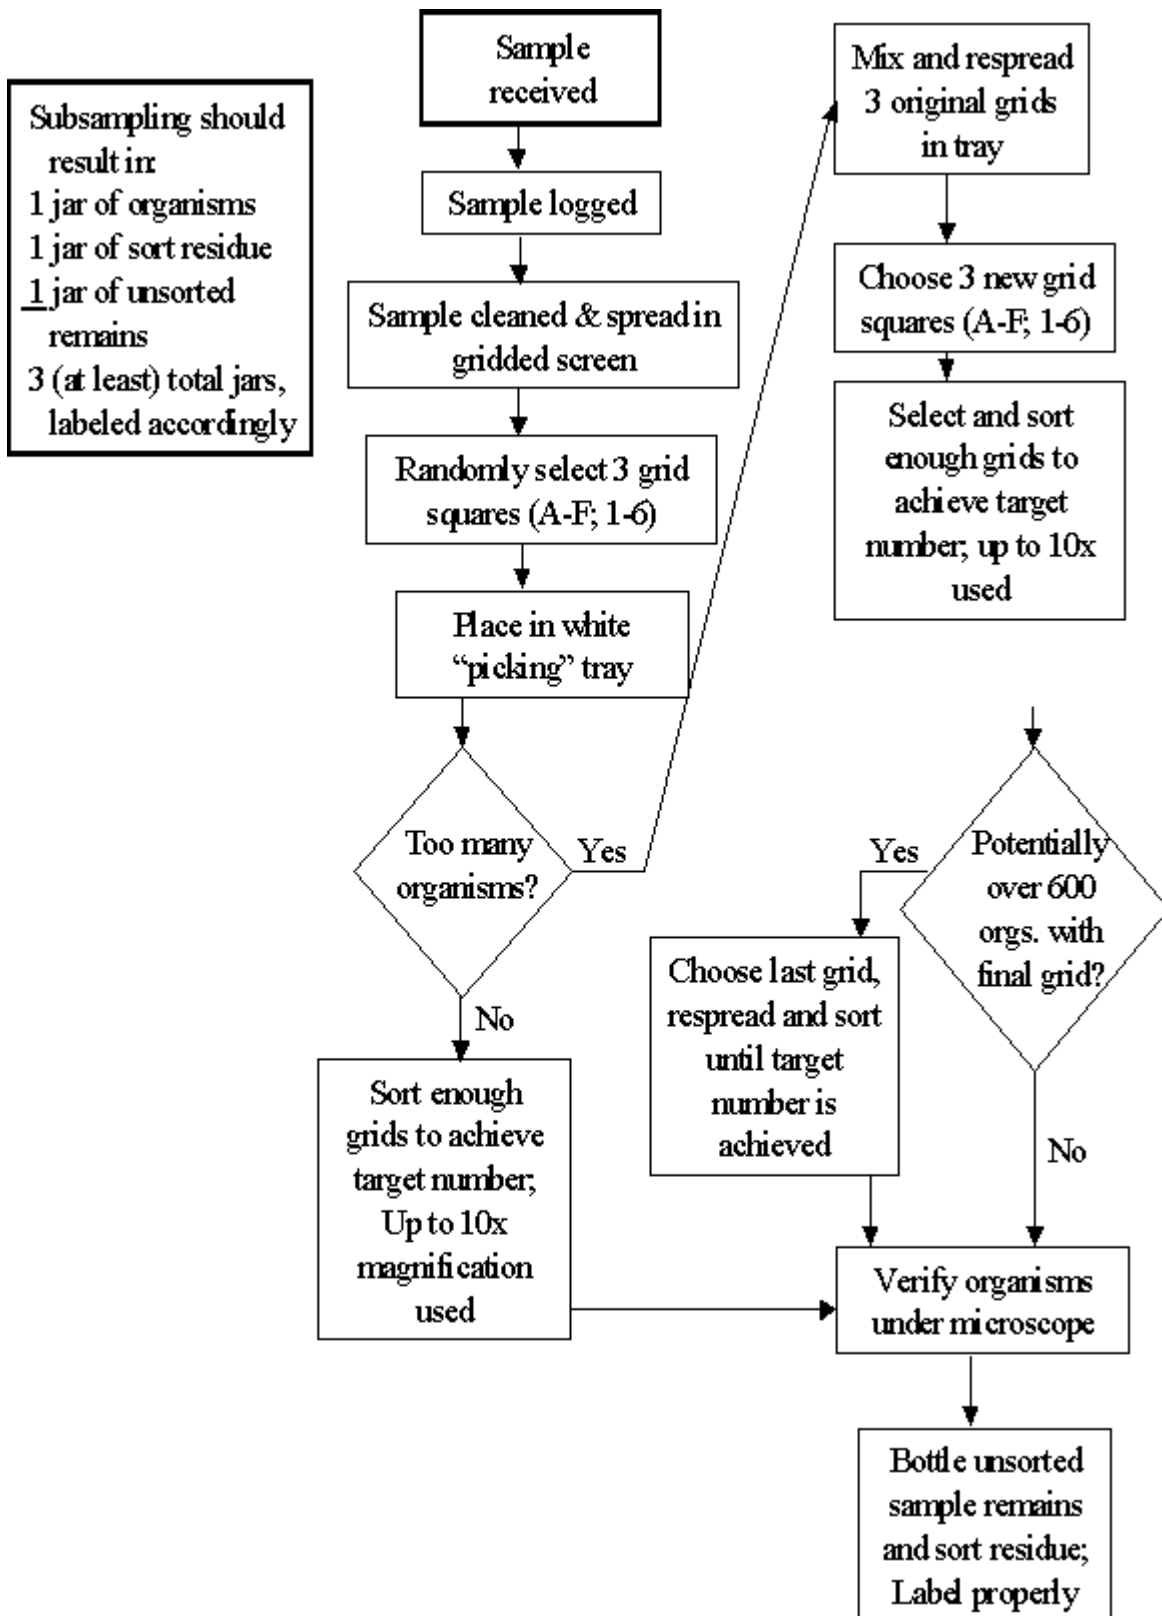 Subsampling should
result in:
1 jar of organisms
1 jar of sort residue
1 jar of unsorted
remains
3 (at least) total jars,
labeled accordingly
Sample
received
Sample logged
Sample cleaned & spread in
gridded screen
Randomly select 3 grid
squares (A-F; 1-6)
Place in white
“picking” tray
Too many
organisms?
Yes
No
Sort enough
grids to achieve
target number;
Up to 10x
magnification
used
Mix and respread
3 original grids
in tray
Choose 3 new grid
squares (A-F; 1-6)
Select and sort
enough grids to
achieve target
number; up to 10x
used
Potentially
over 600
orgs. with
final grid?
Yes
No
Choose last grid,
respread and sort
until target
number is
achieved
Verify organisms
under microscope
Bottle unsorted
sample remains
and sort residue;
Label properly